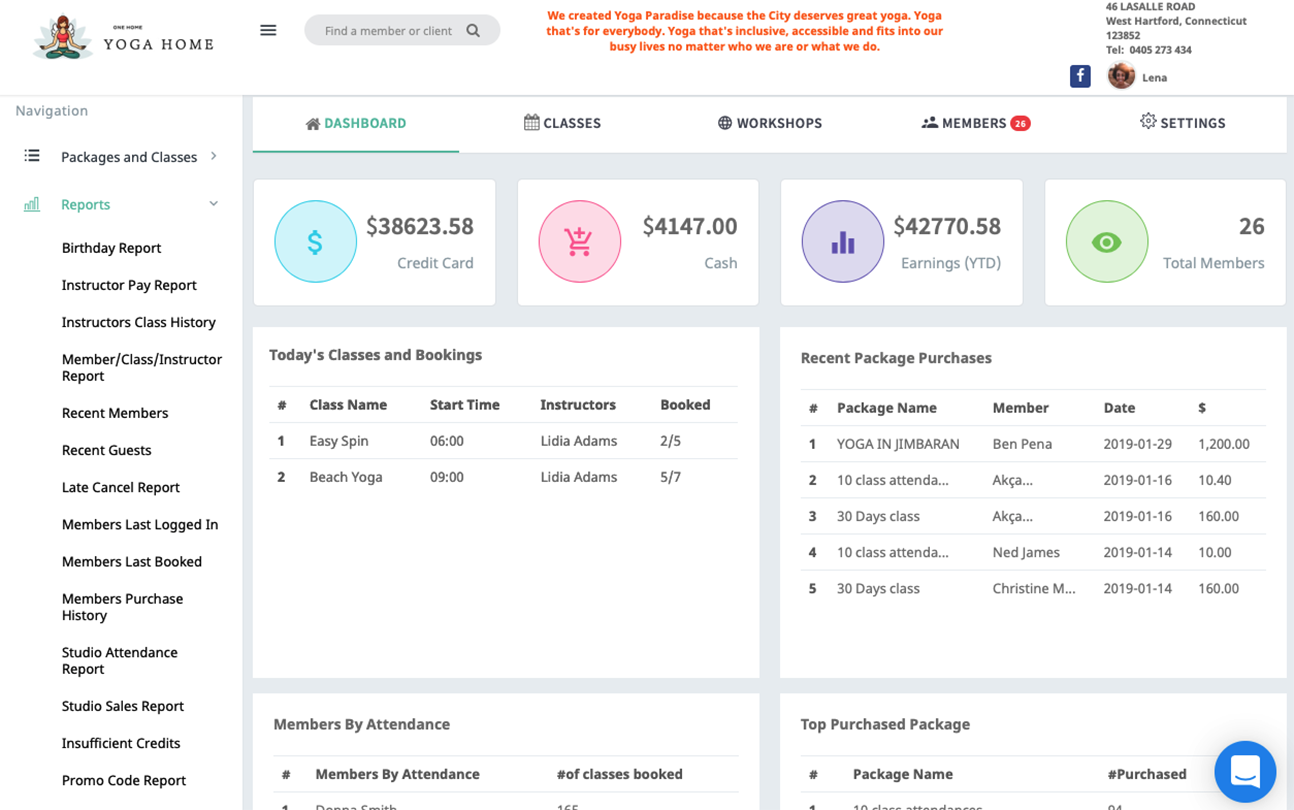 ONE HOME
YOGA HOME
Find a member or client
We created Yoga Paradise because the City deserves great yoga. Yoga
that's for everybody. Yoga that's inclusive, accessible and fits into our
busy lives no matter who we are or what we do.
46 LASALLE ROAD
West Hartford, Connecticut
123852
Tel: 0405 273 434
f
Lena
Navigation
Packages and Classes
Reports
Birthday Report
Instructor Pay Report
Instructors Class History
Member/Class/Instructor
Report
Recent Members
Recent Guests
Late Cancel Report
Members Last Logged In
Members Last Booked
Members Purchase
History
Studio Attendance
Report
Studio Sales Report
Insufficient Credits
Promo Code Report
DASHBOARD
CLASSES
WORKSHOPS
MEMBERS 26
SETTINGS
$
$38623.58
Credit Card
$4147.00
Cash
$42770.58
Earnings (YTD)
26
Total Members
Today's Classes and Bookings
# Class Name Start Time Instructors Booked
1 Easy Spin 06:00 Lidia Adams 2/5
2 Beach Yoga 09:00 Lidia Adams 5/7
Recent Package Purchases
# Package Name Member Date $
1 YOGA IN JIMBARAN Ben Pena 2019-01-29 1,200.00
2 10 class attenda... Akça... 2019-01-16 10.40
3 30 Days class Akça... 2019-01-16 160.00
4 10 class attenda... Ned James 2019-01-14 10.00
5 30 Days class Christine M... 2019-01-14 160.00
Members By Attendance
# Members By Attendance #of classes booked
1 Donna Smith 165
Top Purchased Package
# Package Name #Purchased
1 10 class attendances 94